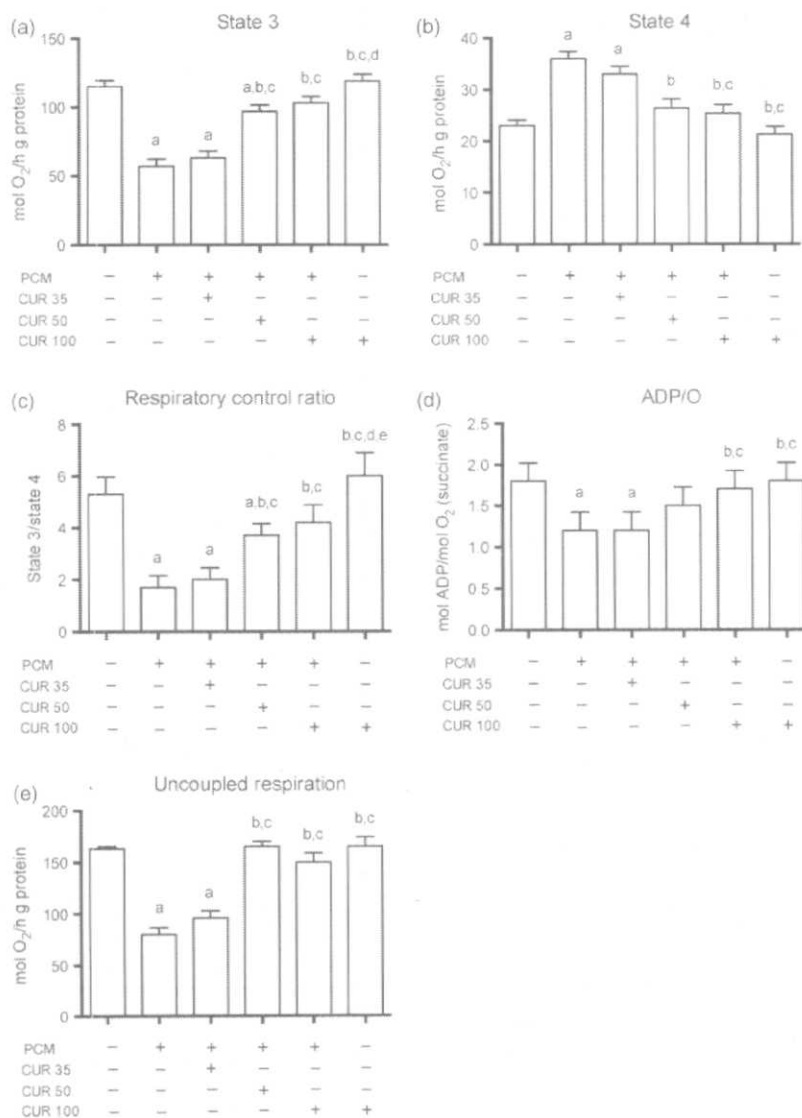 (a) State 3
mol O₂/h g protein
150
100
50
0
a
a
a,b,c
b,c
b,c,d
PCM − + + + + −
CUR 35 − − + − − −
CUR 50 − − − + − −
CUR 100 − − − − + +
(b) State 4
mol O₂/h g protein
40
30
20
10
0
a
a
b
b,c
b,c
PCM − + + + + −
CUR 35 − − + − − −
CUR 50 − − − + − −
CUR 100 − − − − + +
(c) Respiratory control ratio
State 3/state 4
8
6
4
2
0
a
a
a,b,c
b,c
b,c,d,e
PCM − + + + + −
CUR 35 − − + − − −
CUR 50 − − − + − −
CUR 100 − − − − + +
(d) ADP/O
mol ADP/mol O₂ (succinate)
2.5
2.0
1.5
1.0
0.5
0.0
a
a
b,c
b,c
PCM − + + + + −
CUR 35 − − + − − −
CUR 50 − − − + − −
CUR 100 − − − − + +
(e) Uncoupled respiration
mol O₂/h g protein
200
150
100
50
0
a
a
b,c
b,c
b,c
PCM − + + + + −
CUR 35 − − + − − −
CUR 50 − − − + − −
CUR 100 − − − − + +